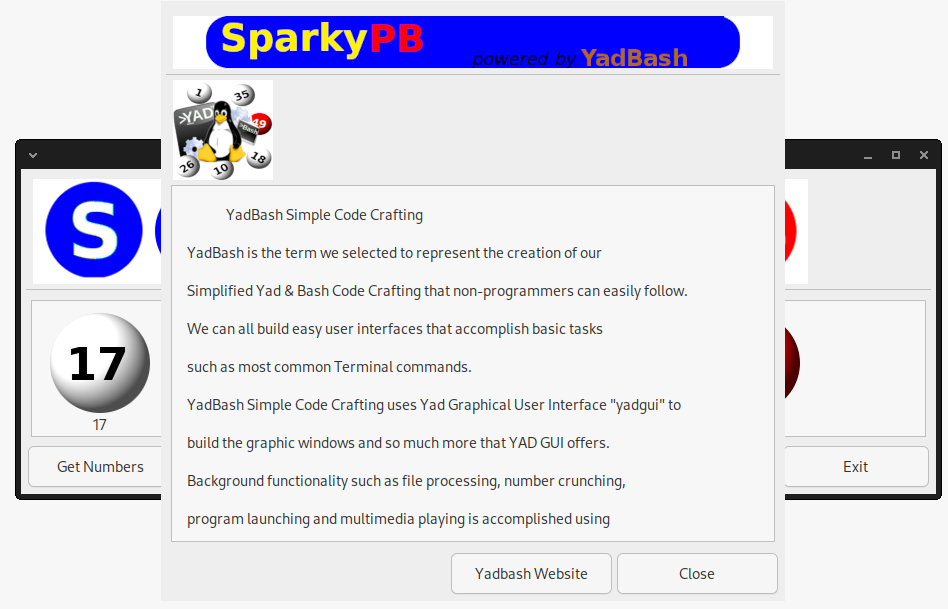 SparkyPB
powered by YadBash
1
35
>YAD
49
>Bash
18
26
10
S
YadBash Simple Code Crafting
YadBash is the term we selected to represent the creation of our
Simplified Yad & Bash Code Crafting that non-programmers can easily follow.
We can all build easy user interfaces that accomplish basic tasks
such as most common Terminal commands.
YadBash Simple Code Crafting uses Yad Graphical User Interface "yadgui" to
build the graphic windows and so much more that YAD GUI offers.
Background functionality such as file processing, number crunching,
program launching and multimedia playing is accomplished using
17
17
Get Numbers
Exit
Yadbash Website
Close